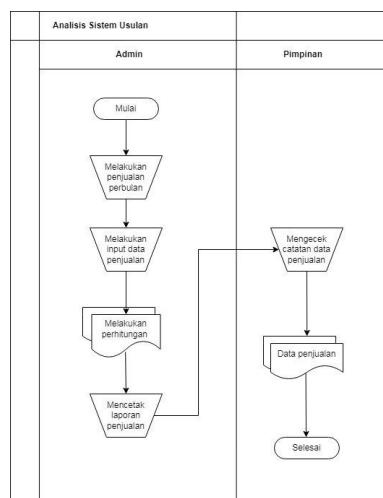 Analisis Sistem Usulan
Admin
Pimpinan
Mulai
Melakukan
penjualan
perbulan
Melakukan
input data
penjualan
Melakukan
perhitungan
Mencetak
laporan
penjualan
Mengecek
catatan data
penjualan
Data penjualan
Selesai